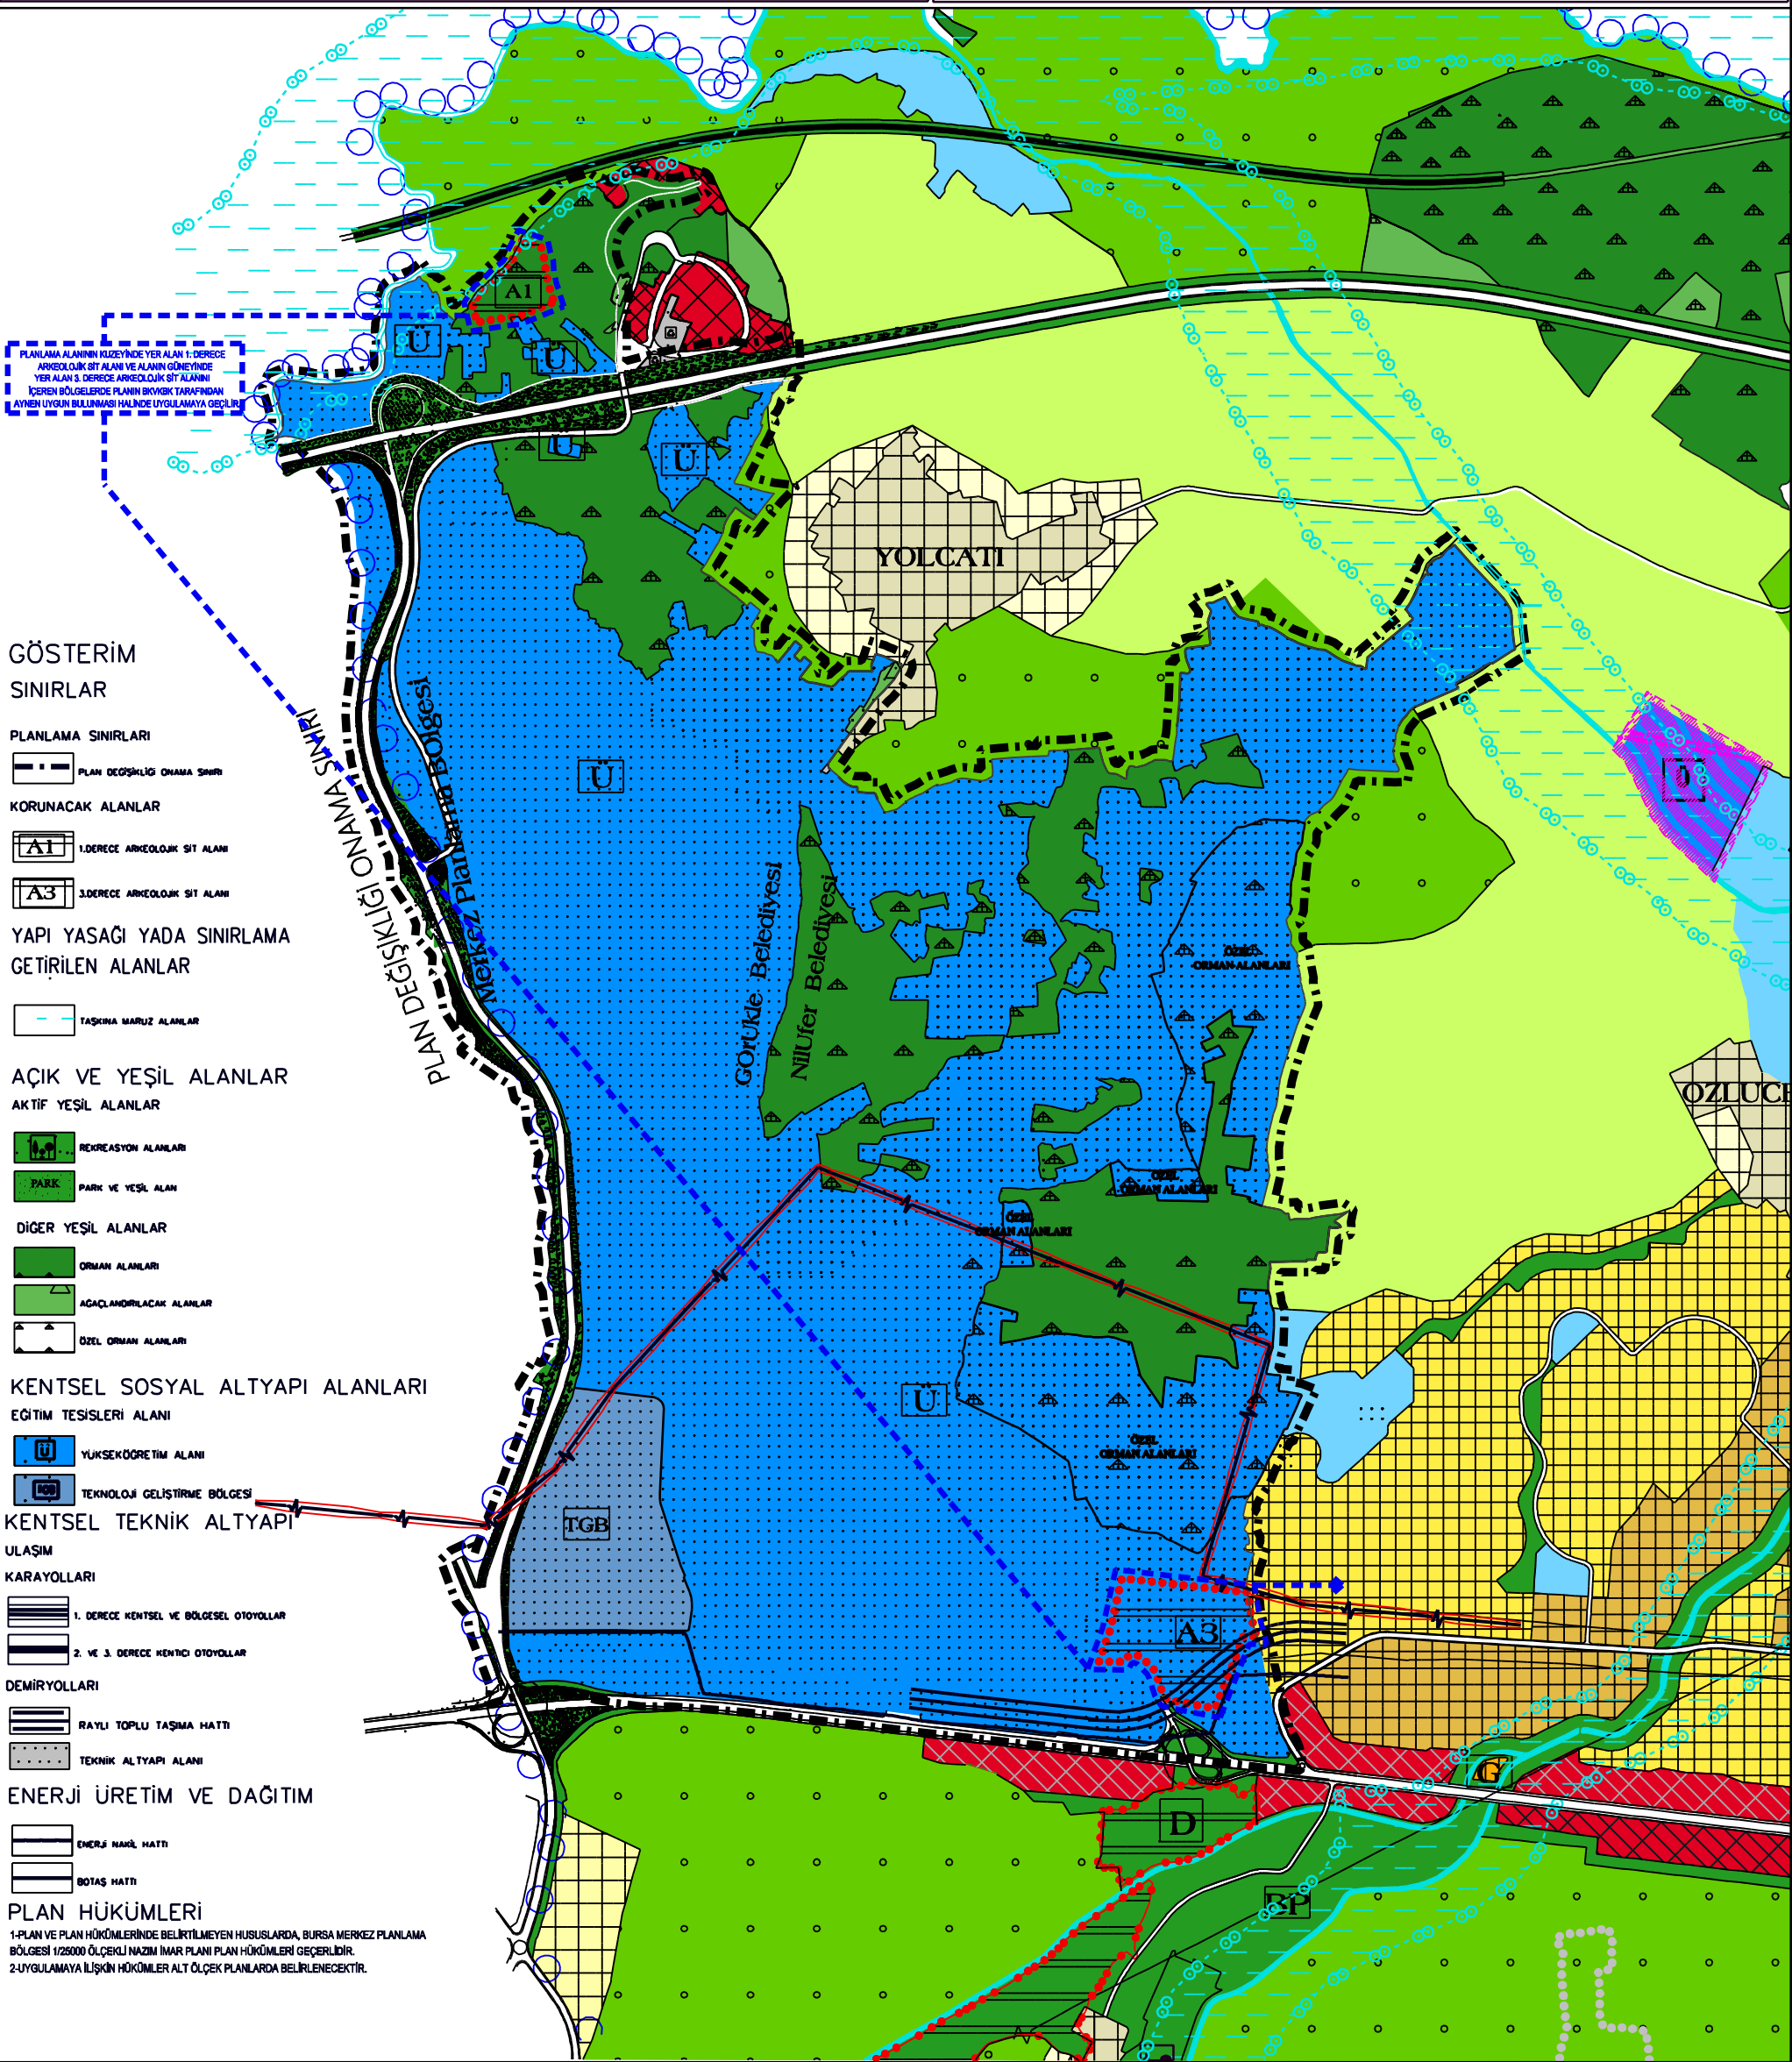 PLANLAMA ALANININ KUZEYİNDE YER ALAN 1. DERECE
ARKEOLOJİK SİT ALANI VE ALANIN GÜNEYİNDE
YER ALAN 3. DERECE ARKEOLOJİK SİT ALANINI
İÇEREN BÖLGELERDE PLANIN BKVKBK TARAFINDAN
AYNEN UYGUN BULUNMASI HALİNDE UYGULAMAYA GEÇİLİR.
A1
Ü
Ü
Ü
Ü
YOLCATI
GÖSTERİM
SINIRLAR
PLANLAMA SINIRLARI
PLAN DEĞİŞİKLİĞİ ONAMA SINIRI
KORUNACAK ALANLAR
A1 1.DERECE ARKEOLOJİK SİT ALANI
A3 3.DERECE ARKEOLOJİK SİT ALANI
YAPI YASAĞI YADA SINIRLAMA
GETİRİLEN ALANLAR
TAŞKINA MARUZ ALANLAR
AÇIK VE YEŞİL ALANLAR
AKTİF YEŞİL ALANLAR
REKREASYON ALANLARI
PARK PARK VE YEŞİL ALAN
DİĞER YEŞİL ALANLAR
ORMAN ALANLARI
AĞAÇLANDIRILACAK ALANLAR
ÖZEL ORMAN ALANLARI
KENTSEL SOSYAL ALTYAPI ALANLARI
EĞİTİM TESİSLERİ ALANI
Ü YÜKSEKÖĞRETİM ALANI
TGB TEKNOLOJİ GELİŞTİRME BÖLGESİ
KENTSEL TEKNİK ALTYAPI
ULAŞIM
KARAYOLLARI
1. DERECE KENTSEL VE BÖLGESEL OTOYOLLAR
2. VE 3. DERECE KENTİCİ OTOYOLLAR
DEMİRYOLLARI
RAYLI TOPLU TAŞIMA HATTI
TEKNİK ALTYAPI ALANI
ENERJİ ÜRETİM VE DAĞITIM
ENERJİ NAKİL HATTI
BOTAŞ HATTI
PLAN HÜKÜMLERİ
1-PLAN VE PLAN HÜKÜMLERİNDE BELİRTİLMEYEN HUSUSLARDA, BURSA MERKEZ PLANLAMA
BÖLGESİ 1/25000 ÖLÇEKLİ NAZIM İMAR PLANI PLAN HÜKÜMLERİ GEÇERLİDİR.
2-UYGULAMAYA İLİŞKİN HÜKÜMLER ALT ÖLÇEK PLANLARDA BELİRLENECEKTİR.
PLAN DEĞİŞİKLİĞİ ONAMA SINIRI
Merkez Planlama BÖlgesi
Ü
GÖrÜkle Belediyesi
NilÜfer Belediyesi
ÖZEL
ORMAN ALANLARI
ÖZEL
ORMAN ALANLARI
ÖZEL
ORMAN ALANLARI
OZLUCE
Ü
ÖZEL
ORMAN ALANLARI
TGB
A3
G
D
BP